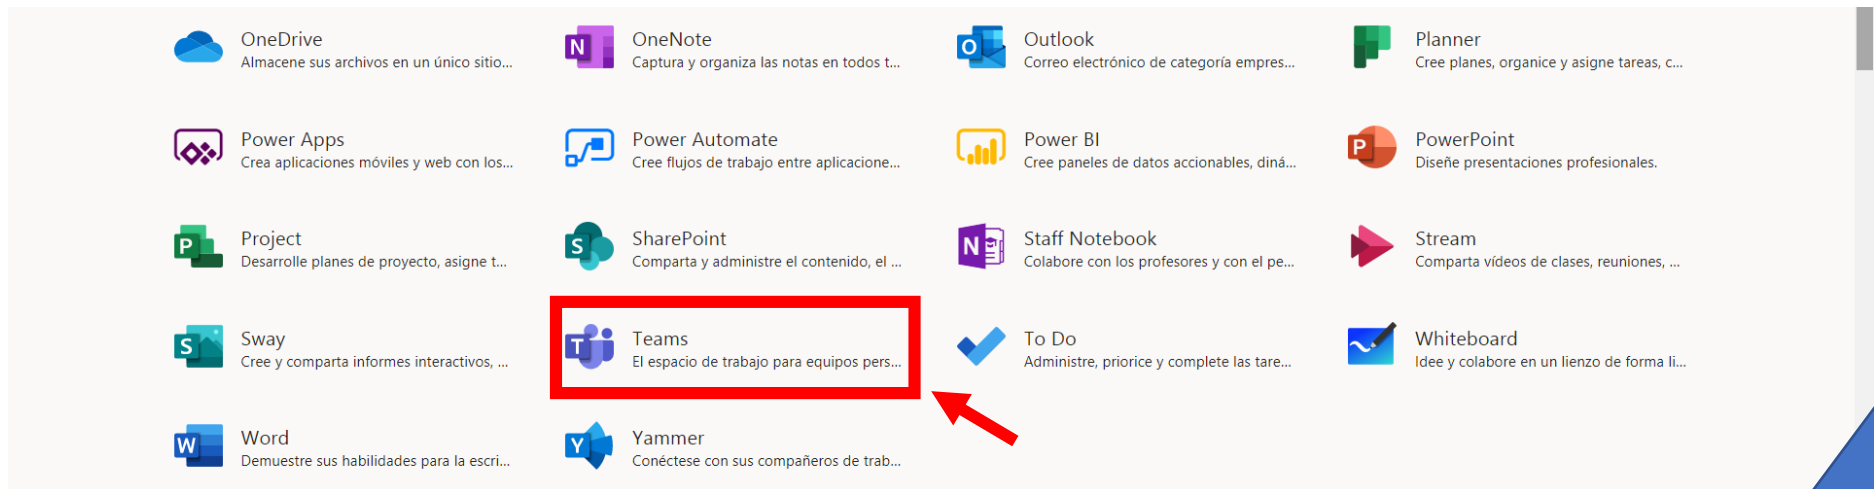 OneDrive
Almacene sus archivos en un único sitio...
OneNote
Captura y organiza las notas en todos t...
Outlook
Correo electrónico de categoría empres...
Planner
Cree planes, organice y asigne tareas, c...
Power Apps
Crea aplicaciones móviles y web con los...
Power Automate
Cree flujos de trabajo entre aplicacione...
Power BI
Cree paneles de datos accionables, diná...
PowerPoint
Diseñe presentaciones profesionales.
Project
Desarrolle planes de proyecto, asigne t...
SharePoint
Comparta y administre el contenido, el ...
Staff Notebook
Colabore con los profesores y con el pe...
Stream
Comparta vídeos de clases, reuniones, ...
Sway
Cree y comparta informes interactivos, ...
Teams
El espacio de trabajo para equipos pers...
To Do
Administre, priorice y complete las tare...
Whiteboard
Idee y colabore en un lienzo de forma li...
Word
Demuestre sus habilidades para la escri...
Yammer
Conéctese con sus compañeros de trab...